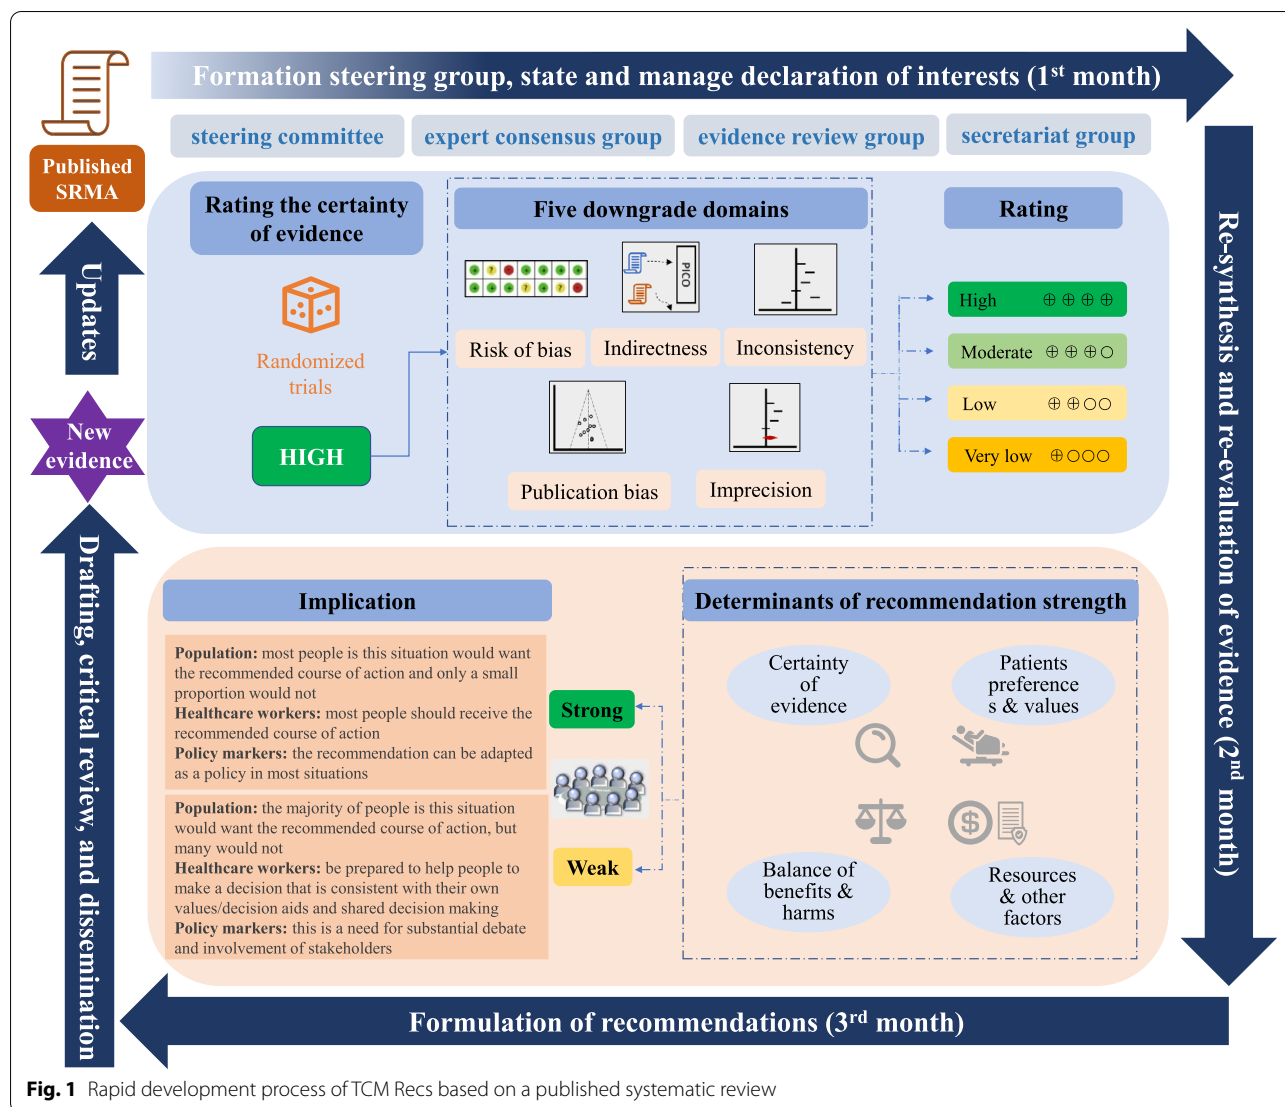 Formation steering group, state and manage declaration of interests (1st month)
Published
SRMA
steering committee
expert consensus group
evidence review group
secretariat group
Rating the certainty
of evidence
Five downgrade domains
Rating
PICO
Randomized
trials
HIGH
Risk of bias
Indirectness
Inconsistency
Publication bias
Imprecision
High ⊕ ⊕ ⊕ ⊕
Moderate ⊕ ⊕ ⊕ ○
Low ⊕ ⊕ ○ ○
Very low ⊕ ○ ○ ○
Re-synthesis and re-evaluation of evidence (2nd month)
Updates
New
evidence
Drafting, critical review, and dissemination
Implication
Population: most people is this situation would want
the recommended course of action and only a small
proportion would not
Healthcare workers: most people should receive the
recommended course of action
Policy markers: the recommendation can be adapted
as a policy in most situations
Population: the majority of people is this situation
would want the recommended course of action, but
many would not
Healthcare workers: be prepared to help people to
make a decision that is consistent with their own
values/decision aids and shared decision making
Policy markers: this is a need for substantial debate
and involvement of stakeholders
Strong
Weak
Determinants of recommendation strength
Certainty
of
evidence
Patients
preference
s & values
Balance of
benefits &
harms
Resources
& other
factors
Formulation of recommendations (3rd month)
Fig. 1 Rapid development process of TCM Recs based on a published systematic review